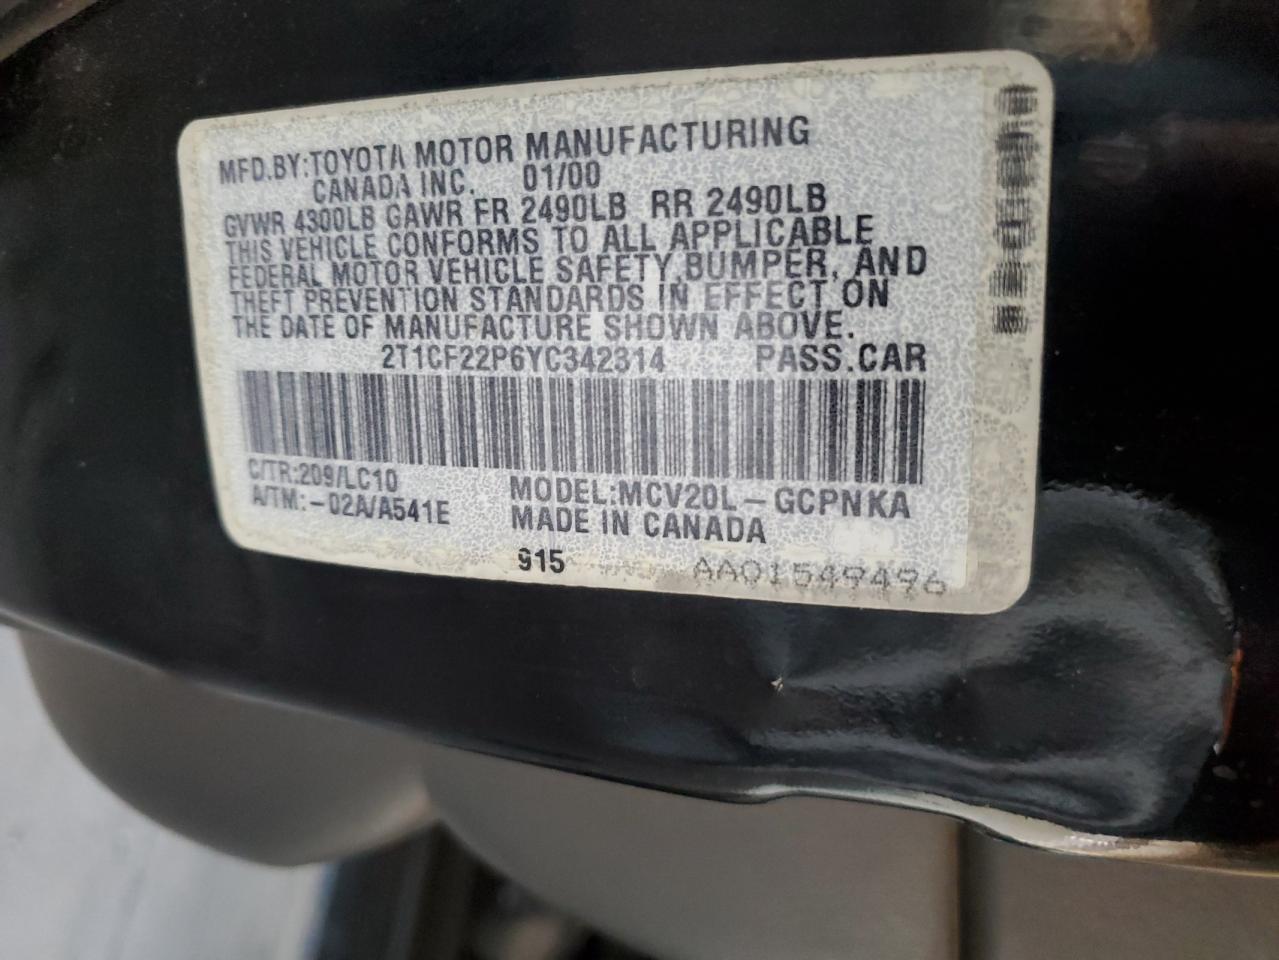 MFD.BY:TOYOTA MOTOR MANUFACTURING
CANADA INC. 01/00
GVWR 4300LB GAWR FR 2490LB RR 2490LB
THIS VEHICLE CONFORMS TO ALL APPLICABLE
FEDERAL MOTOR VEHICLE SAFETY,BUMPER, AND
THEFT PREVENTION STANDARDS IN EFFECT ON
THE DATE OF MANUFACTURE SHOWN ABOVE.
2T1CF22P6YC342314 PASS.CAR
C/TR:209/LC10
A/TM:-02A/A541E
MODEL:MCV20L-GCPNKA
MADE IN CANADA
915
AA01549496